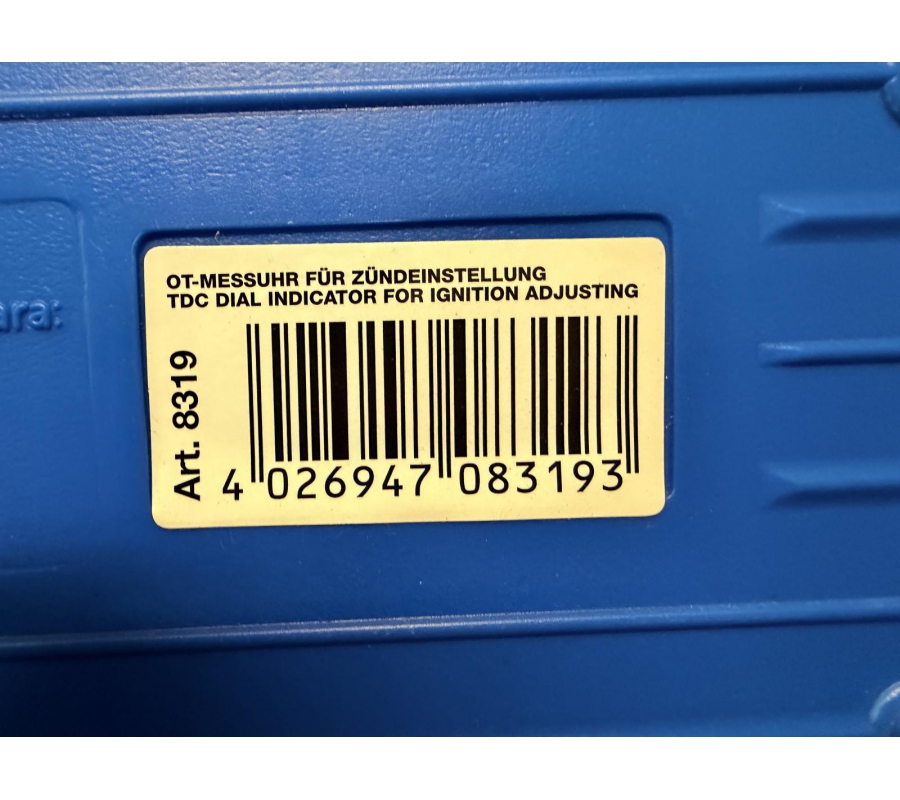 OT-MESSUHR FÜR ZÜNDEINSTELLUNG
TDC DIAL INDICATOR FOR IGNITION ADJUSTING
Art. 8319
4 026947 083193